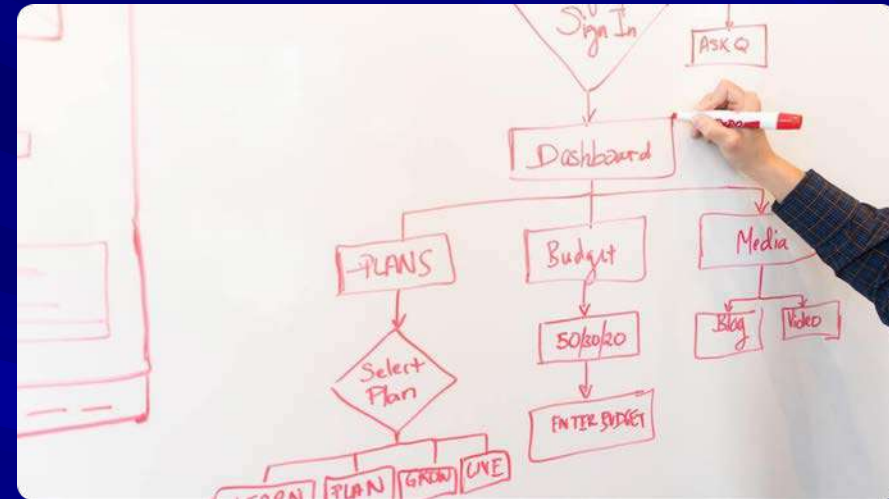 Sign In
ASK Q
Dashboard
PLANS
Budget
Media
Select
Plan
50/30/20
Blog
Video
ENTER BUDGET
LEARN
PLAN
GROW
LIVE